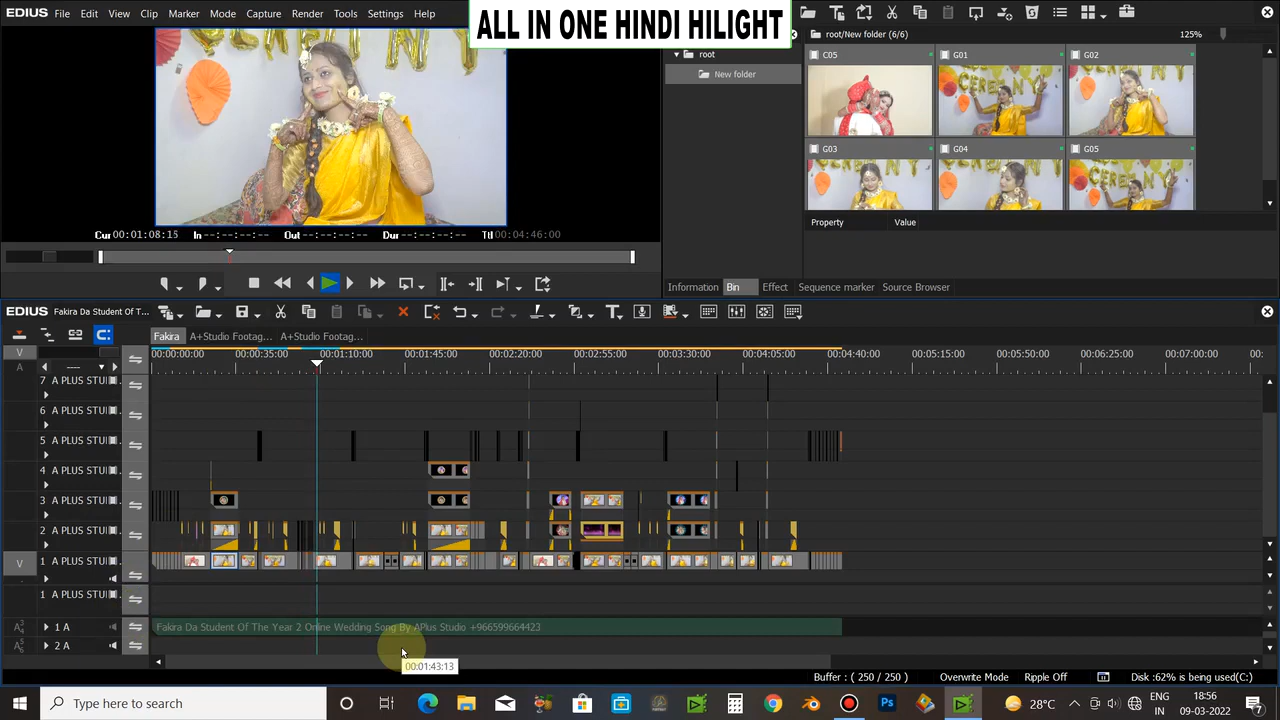 EDIUS File Edit View Clip Marker Mode Capture Render Tools Settings Help
ALL IN ONE HINDI HILIGHT
root
New folder
root/New folder (6/6) 125%
C05 G01 G02
G03 G04 G05
Property Value
Cur 00:01:08:15 In --:--:--:-- Out --:--:--:-- Dur --:--:--:-- Ttl 00:04:46:00
Information Bin Effect Sequence marker Source Browser
EDIUS Fakira Da Student Of T...
Fakira A+Studio Footag... A+Studio Footag...
V 00:00:00:00 00:00:35:00 00:01:10:00 00:01:45:00 00:02:20:00 00:02:55:00 00:03:30:00 00:04:05:00 00:04:40:00 00:05:15:00 00:05:50:00 00:06:25:00 00:07:00:00 00:
A
7 A PLUS STUI
6 A PLUS STUI
5 A PLUS STUI
4 A PLUS STUI
3 A PLUS STUI
2 A PLUS STUI
V 1 A PLUS STUI
1 A PLUS STUI
1 A Fakira Da Student Of The Year 2 Online Wedding Song By APlus Studio +966599664423
2 A
00:01:43:13
Buffer : ( 250 / 250 ) Overwrite Mode Ripple Off Disk :62% is being used(C:)
Type here to search
28°C ENG 18:56
IN 09-03-2022